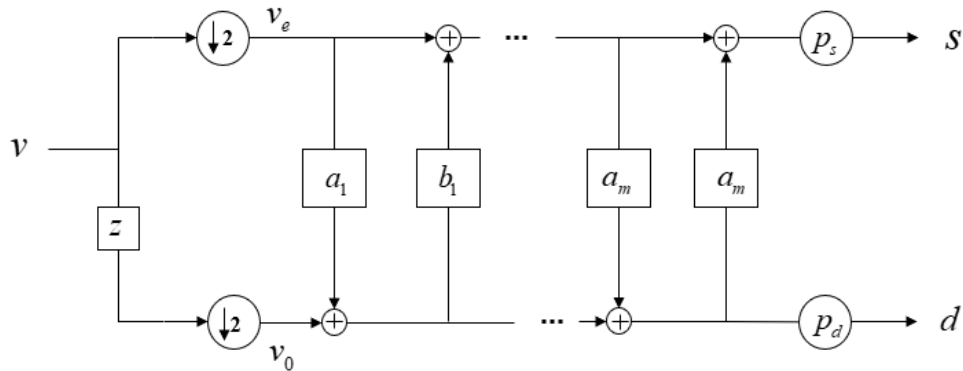 ↓2 v_e + ... + p_s s
v a_1 b_1 a_m a_m
z
↓2 v_0 + ... + p_d d